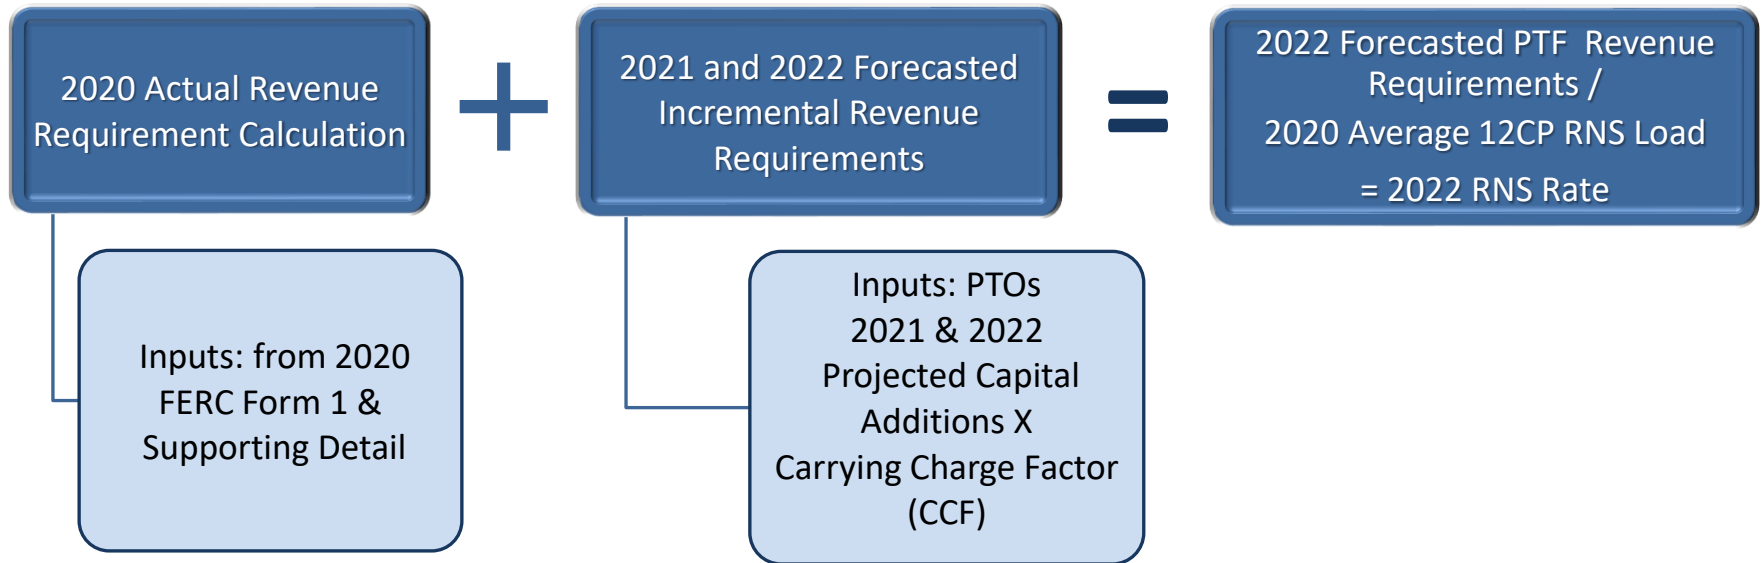 2020 Actual Revenue
Requirement Calculation
+
2021 and 2022 Forecasted
Incremental Revenue
Requirements
=
2022 Forecasted PTF Revenue
Requirements /
2020 Average 12CP RNS Load
= 2022 RNS Rate
Inputs: from 2020
FERC Form 1 &
Supporting Detail
Inputs: PTOs
2021 & 2022
Projected Capital
Additions X
Carrying Charge Factor
(CCF)